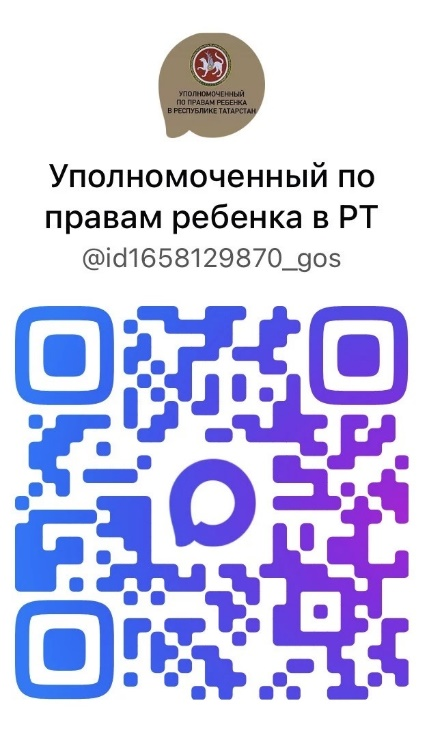 УПОЛНОМОЧЕННЫЙ
ПО ПРАВАМ РЕБЕНКА
В РЕСПУБЛИКЕ ТАТАРСТАН
Уполномоченный по
правам ребенка в РТ
@id1658129870_gos